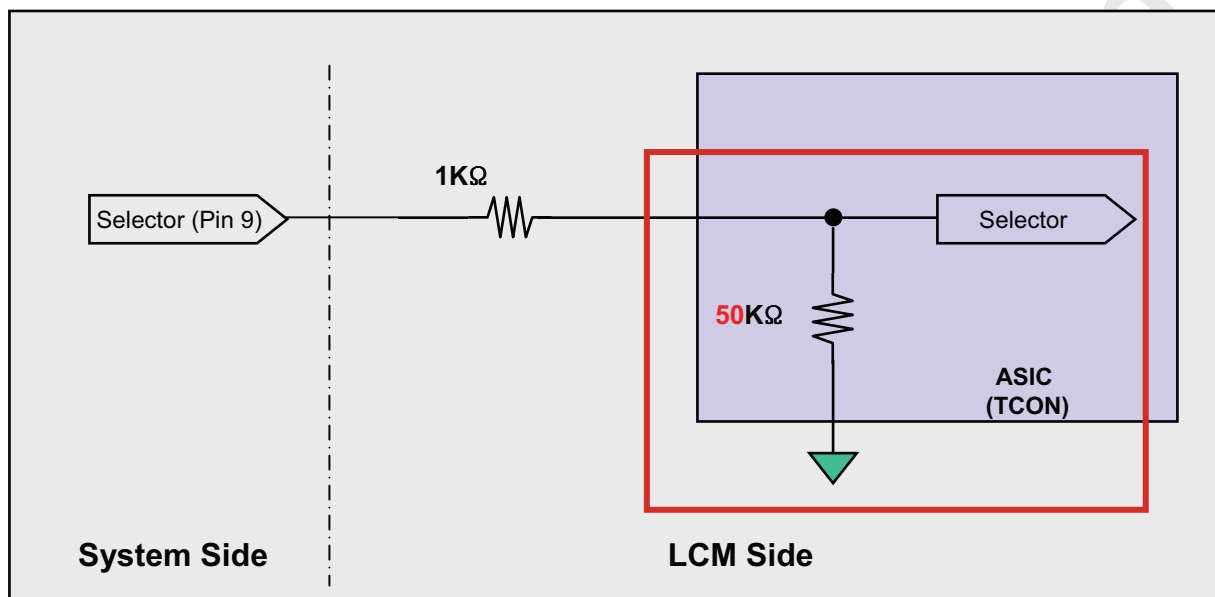 1KΩ
Selector (Pin 9)
Selector
50KΩ
ASIC
(TCON)
System Side
LCM Side